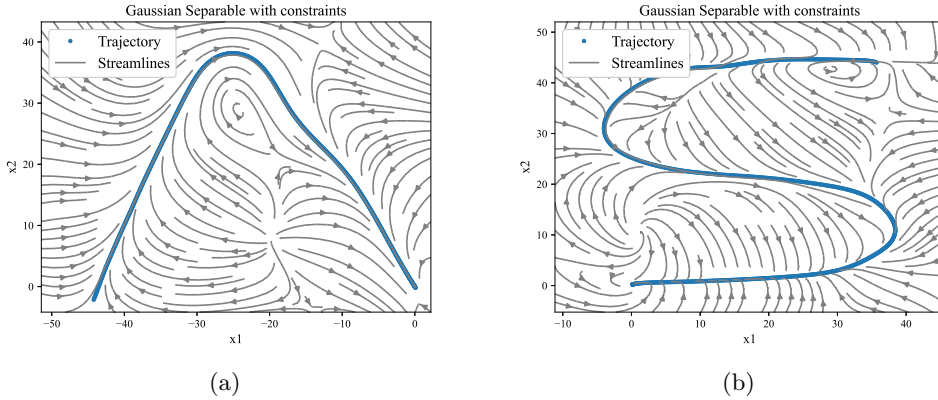 Gaussian Separable with constraints
Trajectory
Streamlines
40
30
20
10
0
x2
−50
−40
−30
−20
−10
0
x1
(a)
Gaussian Separable with constraints
Trajectory
Streamlines
50
40
30
20
10
0
x2
−10
0
10
20
30
40
x1
(b)